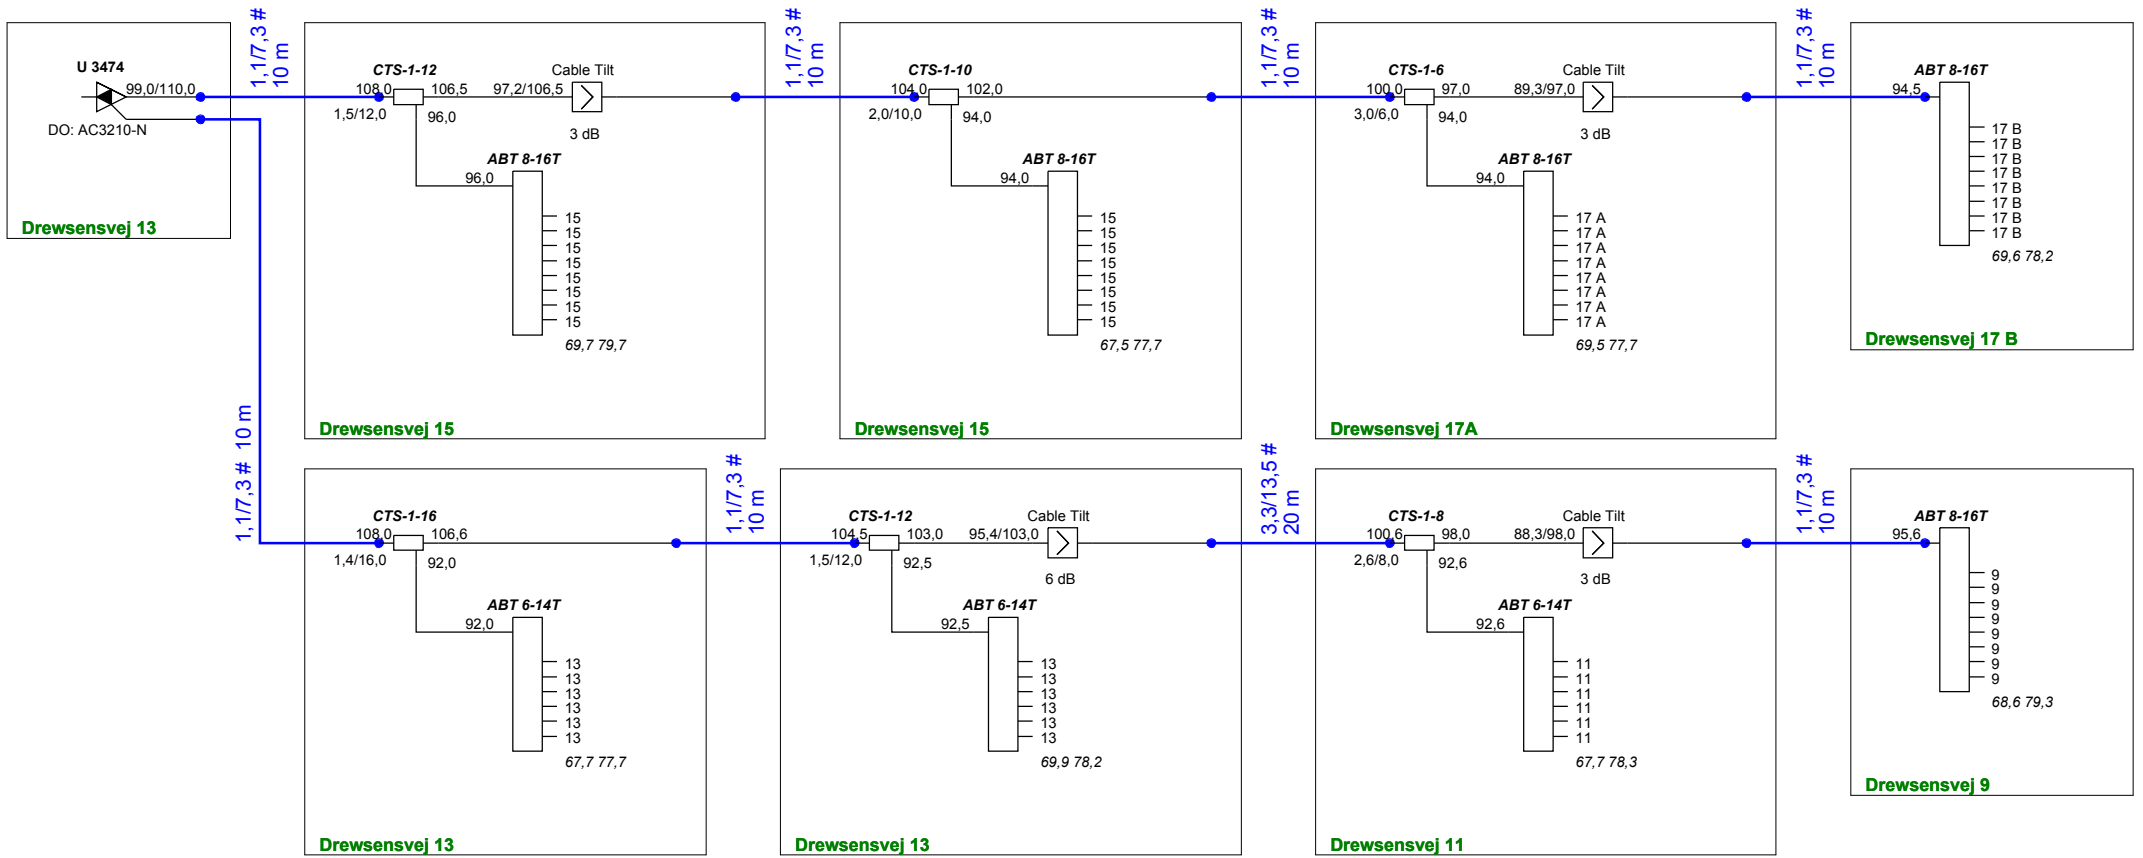 U 3474
99,0/110,0
DO: AC3210-N
Drewsensvej 13
1,1/7,3 #
10 m
CTS-1-12
108,0
106,5
1,5/12,0
96,0
97,2/106,5
Cable Tilt
3 dB
ABT 8-16T
96,0
15
15
15
15
15
15
15
15
69,7 79,7
Drewsensvej 15
1,1/7,3 #
10 m
CTS-1-10
104,0
102,0
2,0/10,0
94,0
ABT 8-16T
94,0
15
15
15
15
15
15
15
15
67,5 77,7
Drewsensvej 15
1,1/7,3 #
10 m
CTS-1-6
100,0
97,0
3,0/6,0
94,0
89,3/97,0
Cable Tilt
3 dB
ABT 8-16T
94,0
17 A
17 A
17 A
17 A
17 A
17 A
17 A
17 A
69,5 77,7
Drewsensvej 17A
1,1/7,3 #
10 m
ABT 8-16T
94,5
17 B
17 B
17 B
17 B
17 B
17 B
17 B
17 B
69,6 78,2
Drewsensvej 17 B
1,1/7,3 # 10 m
CTS-1-16
108,0
106,6
1,4/16,0
92,0
ABT 6-14T
92,0
13
13
13
13
13
13
67,7 77,7
Drewsensvej 13
1,1/7,3 #
10 m
CTS-1-12
104,5
103,0
1,5/12,0
92,5
95,4/103,0
Cable Tilt
6 dB
ABT 6-14T
92,5
13
13
13
13
13
13
69,9 78,2
Drewsensvej 13
3,3/13,5 #
20 m
CTS-1-8
100,6
98,0
2,6/8,0
92,6
88,3/98,0
Cable Tilt
3 dB
ABT 6-14T
92,6
11
11
11
11
11
11
67,7 78,3
Drewsensvej 11
1,1/7,3 #
10 m
ABT 8-16T
95,6
9
9
9
9
9
9
9
9
68,6 79,3
Drewsensvej 9